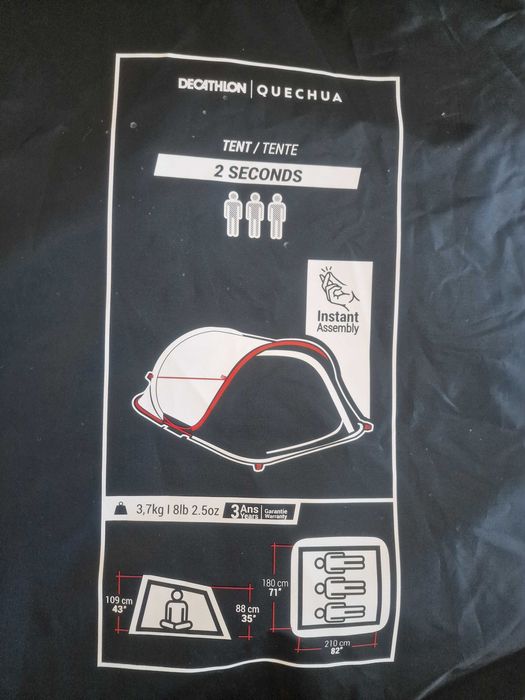 DECATHLON | QUECHUA
TENT / TENTE
2 SECONDS
Instant
Assembly
3,7kg I 8lb 2.5oz
3 Ans Years
Garantie Warranty
109 cm
43"
88 cm
35"
180 cm
71"
210 cm
82"